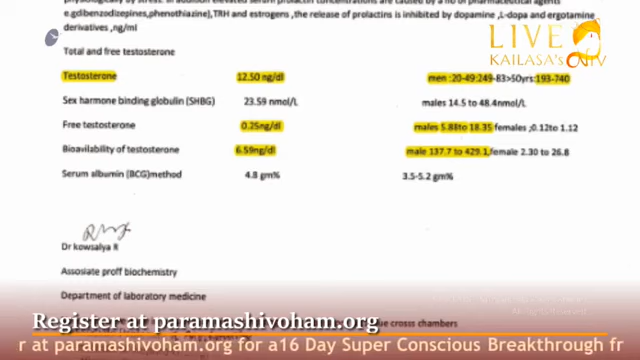 physiologically by stress. In addition elevated serum prolactin concentrations are caused by a no of pharmaceutical agents
e.gdibenzodizepines,phenothiazine),TRH and estrogens, the release of prolactins is inhibited by dopamine ,L-dopa and ergotamine
derivatives ,ng/ml
LIVE
KAILASA's
TV
Total and free testosterone
Testosterone 12.50 ng/dl men :20-49:249-83>50yrs:193-740
Sex harmone binding globulin (SHBG) 23.59 nmol/L males 14.5 to 48.4nmol/L
Free testosterone 0.25ng/dl males 5.88to 18.35 females ;0.12to 1.12
Bioavilability of testosterone 6.59ng/dl male 137.7 to 429.1,female 2.30 to 26.8
Serum albumin (BCG)method 4.8 gm% 3.5-5.2 gm%
Dr kowsalya R
Assosiate proff biochemistry
Department of laboratory medicine
Register at paramashivoham.org
ue cross chambers
r at paramashivoham.org for a16 Day Super Conscious Breakthrough fr